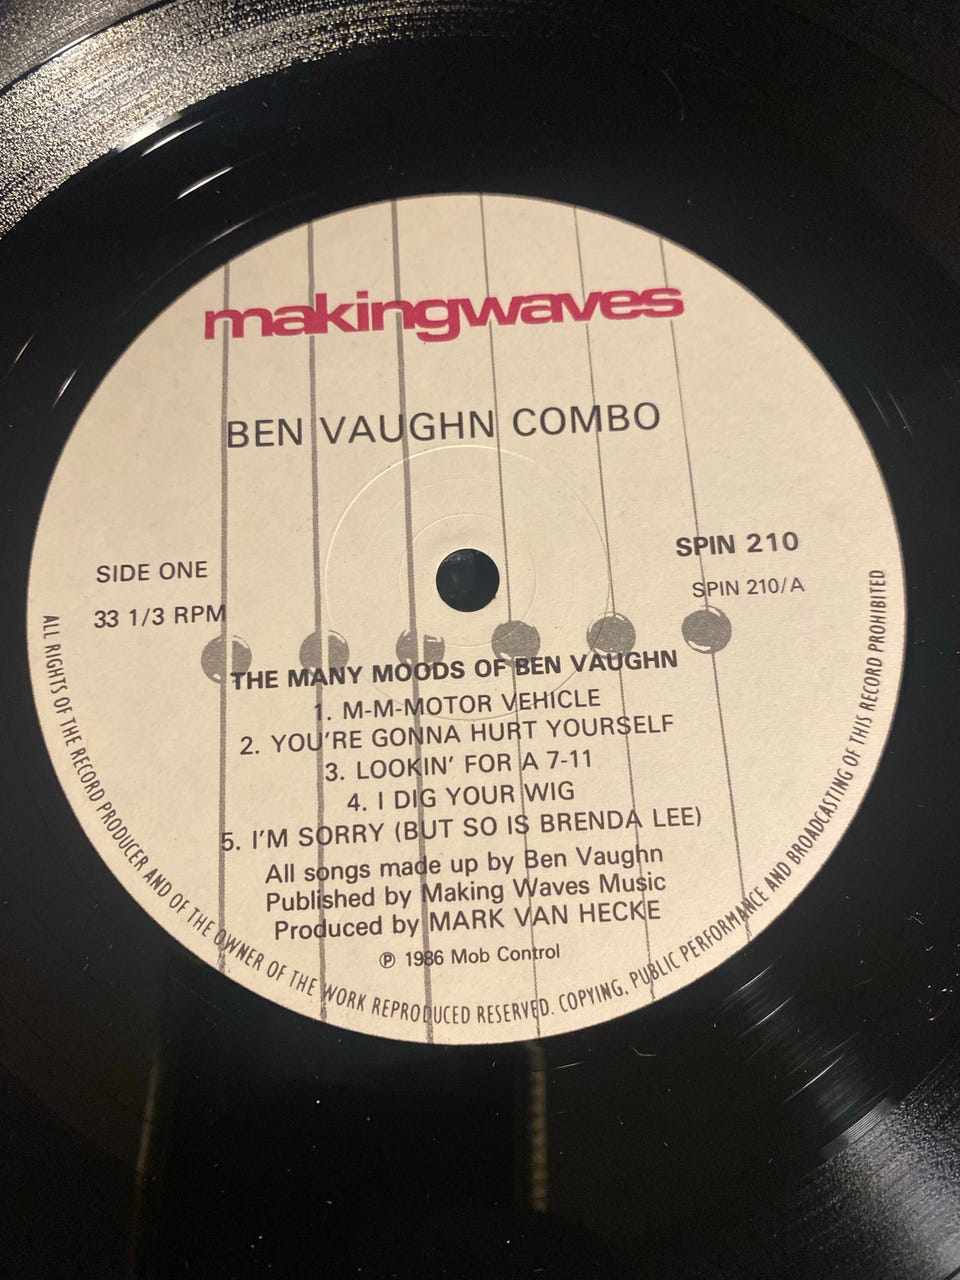 makingwaves
BEN VAUGHN COMBO
SIDE ONE
33 1/3 RPM
SPIN 210
SPIN 210/A
THE MANY MOODS OF BEN VAUGHN
1. M-M-MOTOR VEHICLE
2. YOU'RE GONNA HURT YOURSELF
3. LOOKIN' FOR A 7-11
4. I DIG YOUR WIG
5. I'M SORRY (BUT SO IS BRENDA LEE)
All songs made up by Ben Vaughn
Published by Making Waves Music
Produced by MARK VAN HECKE
℗ 1986 Mob Control
ALL RIGHTS OF THE RECORD PRODUCER AND OF THE OWNER OF THE WORK REPRODUCED RESERVED. COPYING, PUBLIC PERFORMANCE AND BROADCASTING OF THIS RECORD PROHIBITED